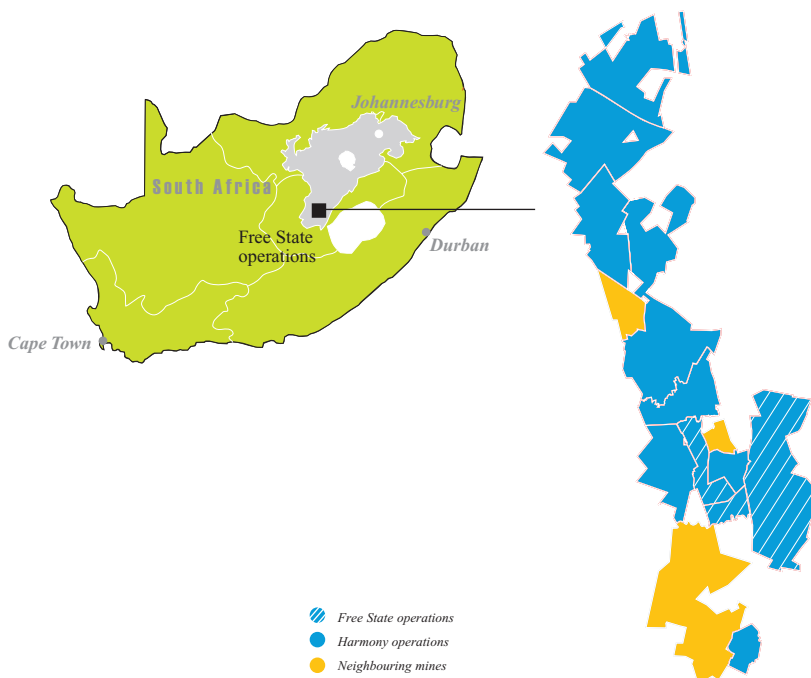 Johannesburg
South Africa
Free State
operations
Durban
Cape Town
Free State operations
Harmony operations
Neighbouring mines